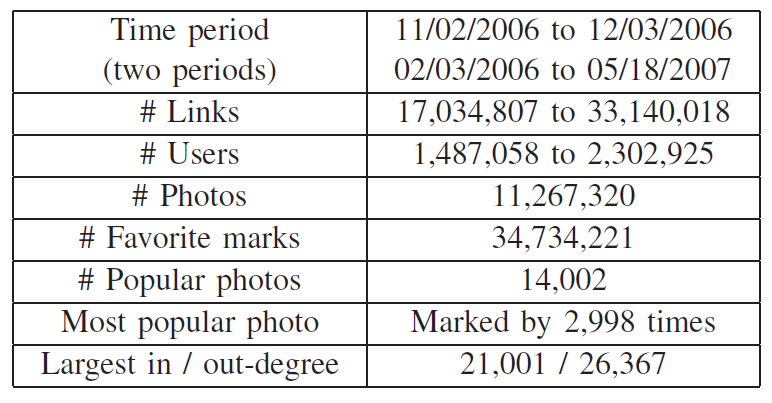 Time period 11/02/2006 to 12/03/2006
(two periods) 02/03/2006 to 05/18/2007
# Links 17,034,807 to 33,140,018
# Users 1,487,058 to 2,302,925
# Photos 11,267,320
# Favorite marks 34,734,221
# Popular photos 14,002
Most popular photo Marked by 2,998 times
Largest in / out-degree 21,001 / 26,367